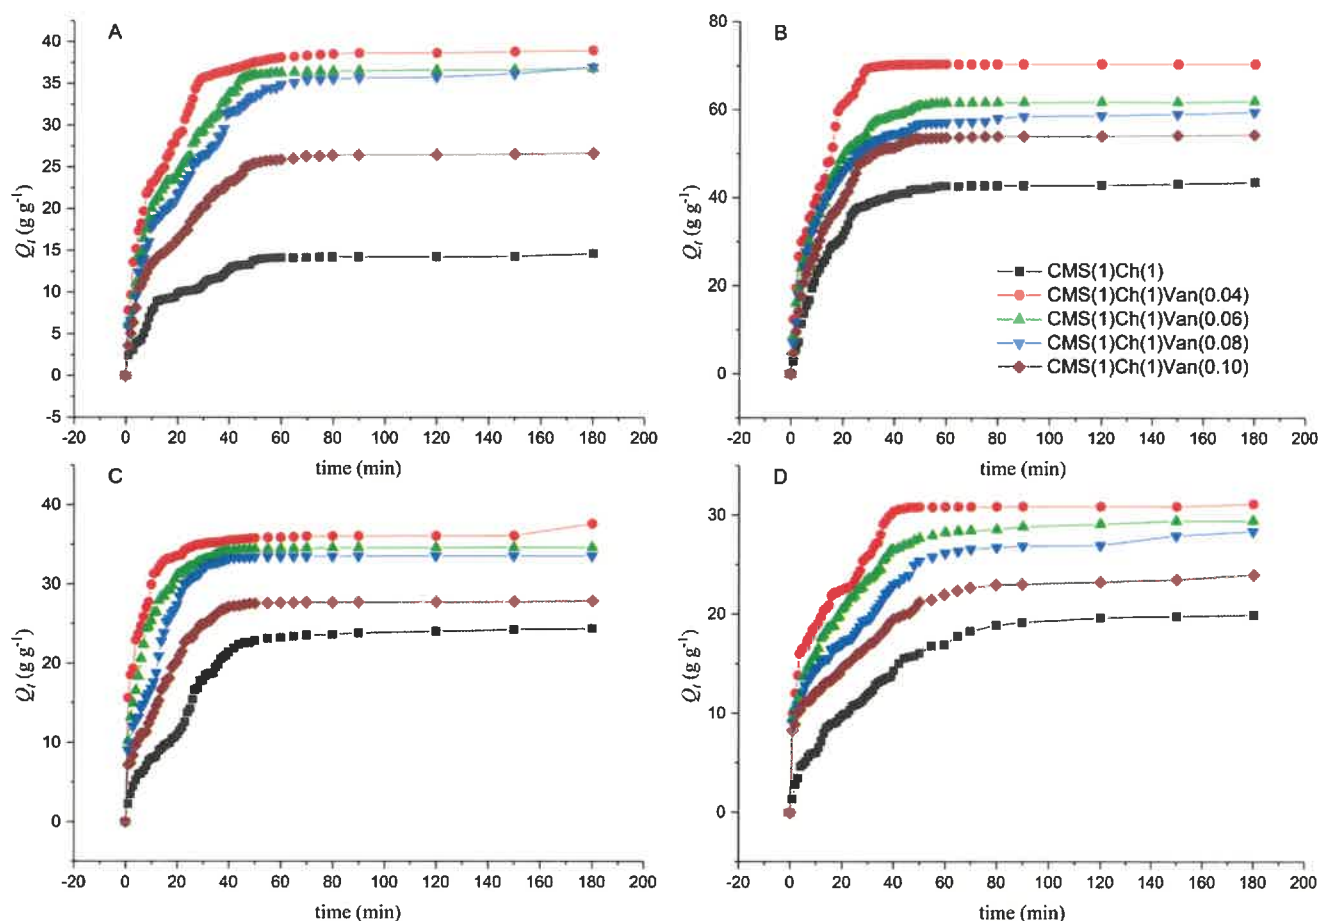 A
40
35
30
25
20
15
10
5
0
-5
Qt (g g-1)
-20 0 20 40 60 80 100 120 140 160 180 200
time (min)
B
80
60
40
20
0
-20
Qt (g g-1)
CMS(1)Ch(1)
CMS(1)Ch(1)Van(0.04)
CMS(1)Ch(1)Van(0.06)
CMS(1)Ch(1)Van(0.08)
CMS(1)Ch(1)Van(0.10)
-20 0 20 40 60 80 100 120 140 160 180 200
time (min)
C
40
30
20
10
0
Qt (g g-1)
-20 0 20 40 60 80 100 120 140 160 180 200
time (min)
D
30
20
10
0
Qt (g g-1)
-20 0 20 40 60 80 100 120 140 160 180 200
time (min)